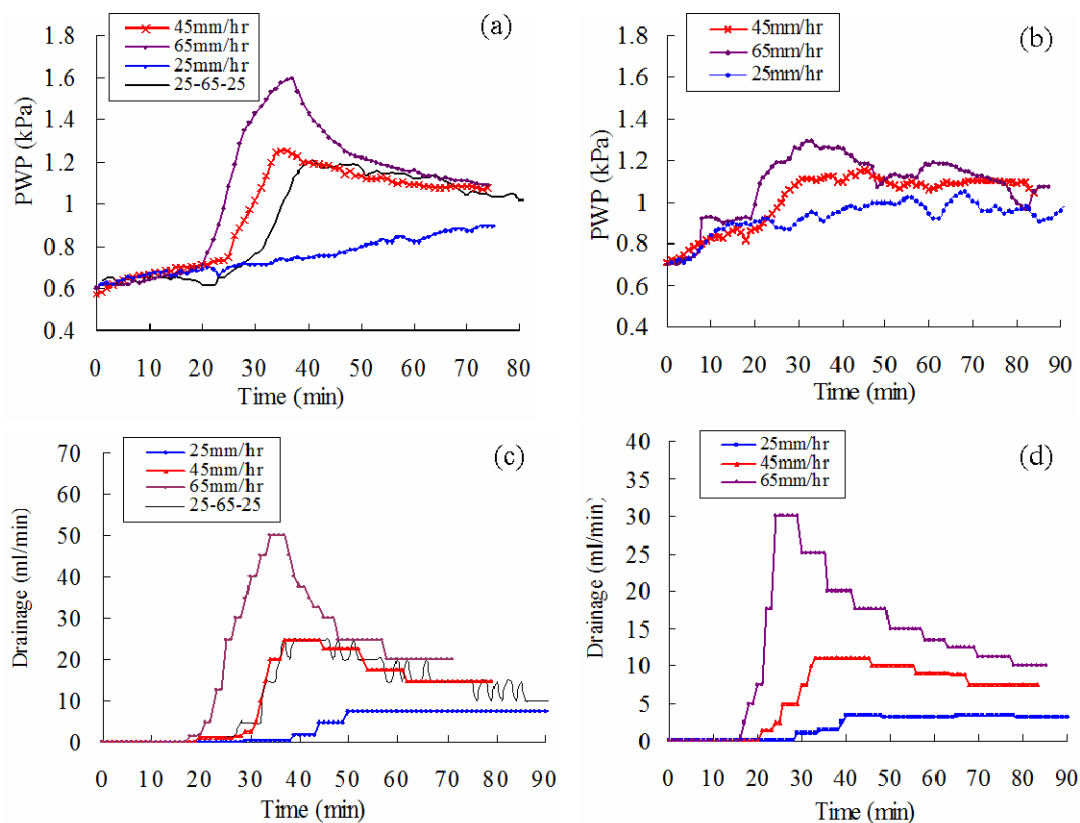 (a)
45mm/hr
65mm/hr
25mm/hr
25-65-25
1.8
1.6
1.4
1.2
1
0.8
0.6
0.4
PWP (kPa)
0 10 20 30 40 50 60 70 80
Time (min)
(b)
45mm/hr
65mm/hr
25mm/hr
1.8
1.6
1.4
1.2
1
0.8
0.6
0.4
PWP (kPa)
0 10 20 30 40 50 60 70 80 90
Time (min)
(c)
25mm/hr
45mm/hr
65mm/hr
25-65-25
70
60
50
40
30
20
10
0
Drainage (ml/min)
0 10 20 30 40 50 60 70 80 90
Time (min)
(d)
25mm/hr
45mm/hr
65mm/hr
40
35
30
25
20
15
10
5
0
Drainage (ml/min)
0 10 20 30 40 50 60 70 80 90
Time (min)